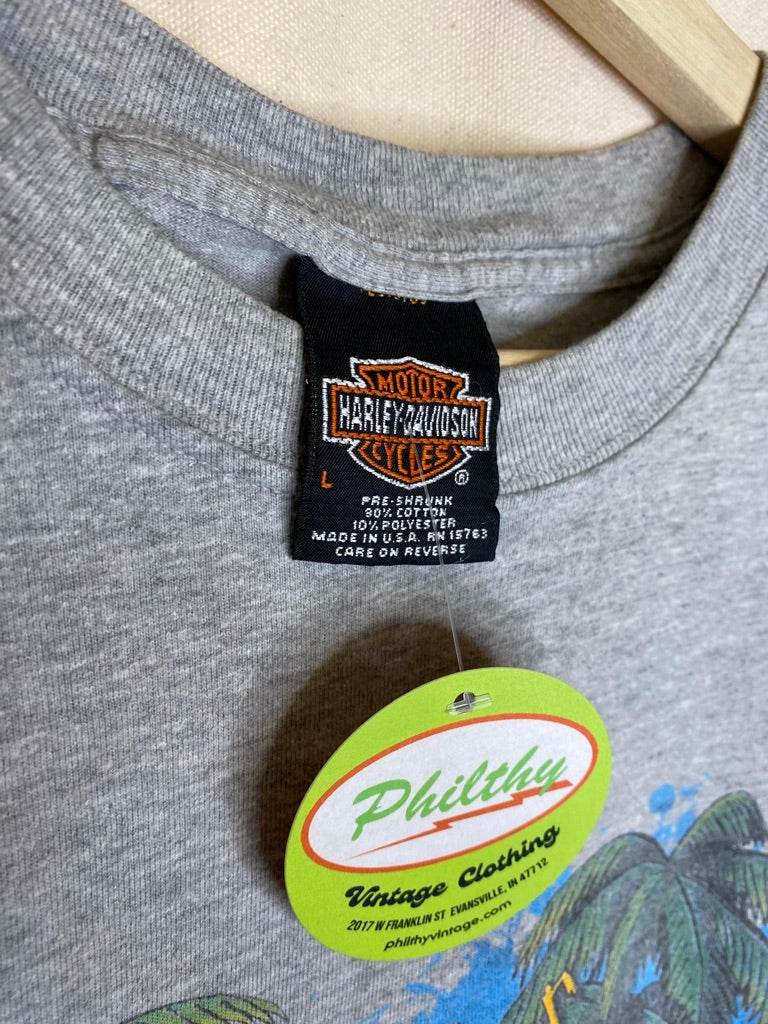 MOTOR
HARLEY-DAVIDSON
CYCLES
L
®
PRE-SHRUNK
90% COTTON
10% POLYESTER
MADE IN U.S.A. RN 15763
CARE ON REVERSE
Philthy
Vintage Clothing
2017 W FRANKLIN ST EVANSVILLE, IN 47712
philthyvintage.com